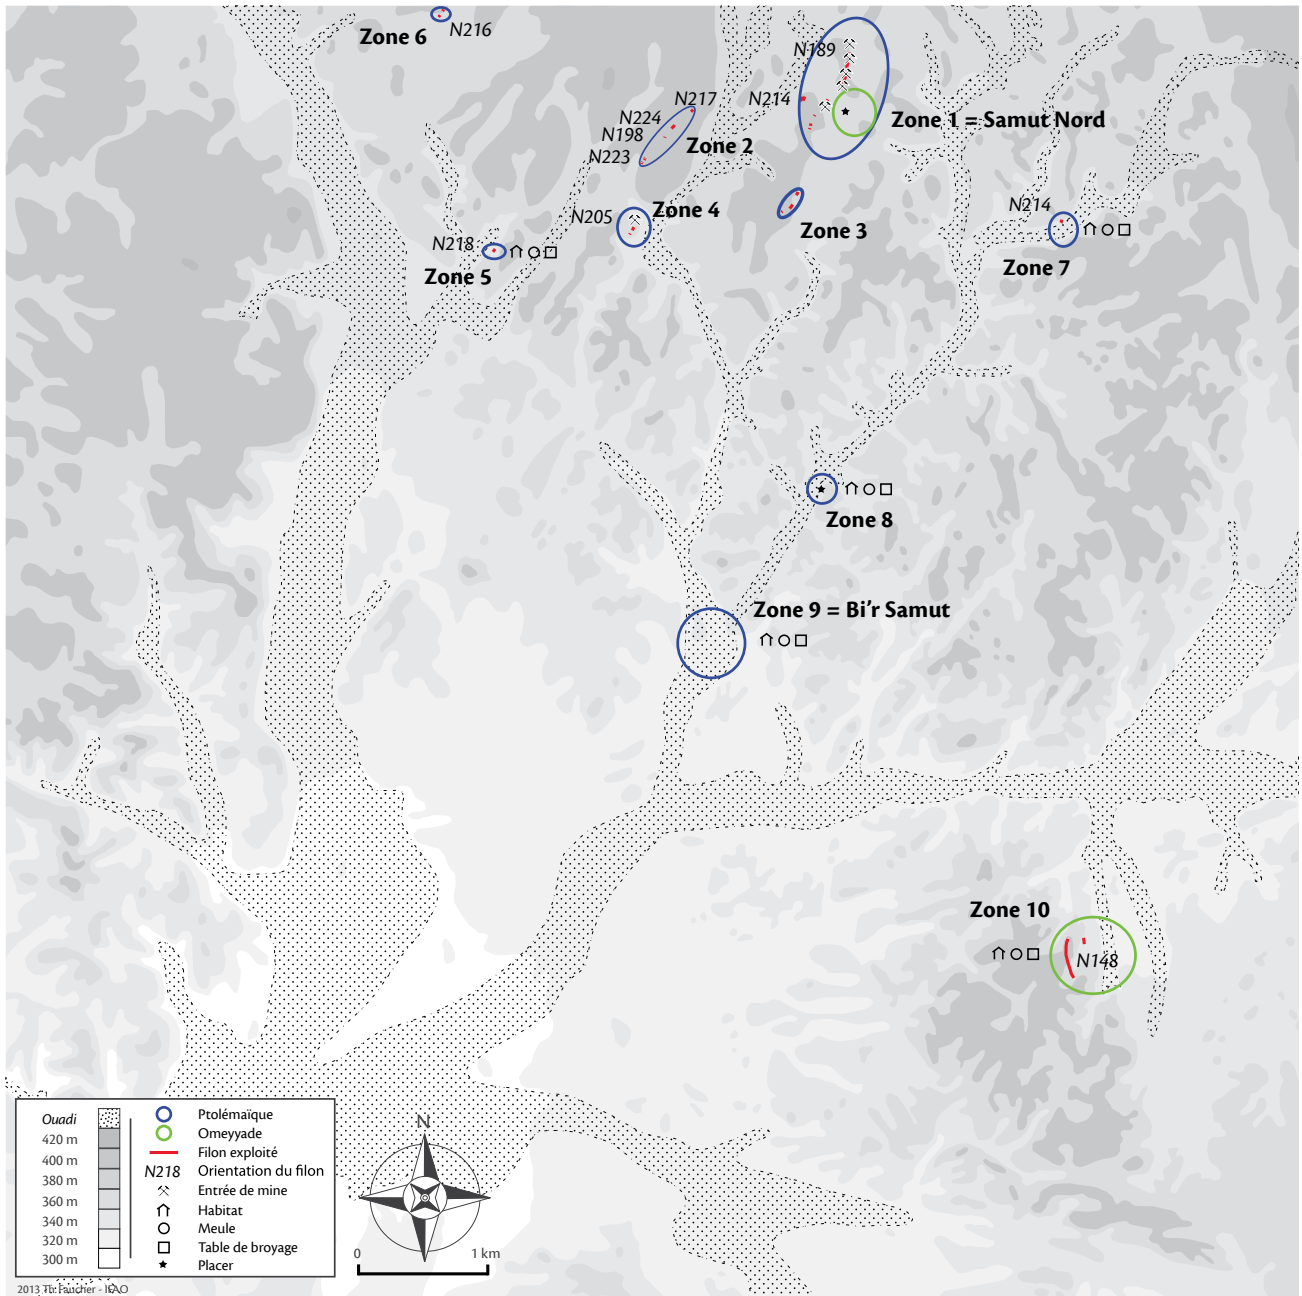 Zone 6
N216
N189
N214
Zone 1 = Samut Nord
N217
N224
N198
N223
Zone 2
N205
Zone 4
Zone 3
N218
Zone 5
N214
Zone 7
Zone 8
Zone 9 = Bi'r Samut
Zone 10
N148
Ouadi
420 m
400 m
380 m
360 m
340 m
320 m
300 m
Ptolémaïque
Omeyyade
Filon exploité
N218 Orientation du filon
Entrée de mine
Habitat
Meule
Table de broyage
Placer
N
0 1 km
2013 Th. Faucher - IFAO